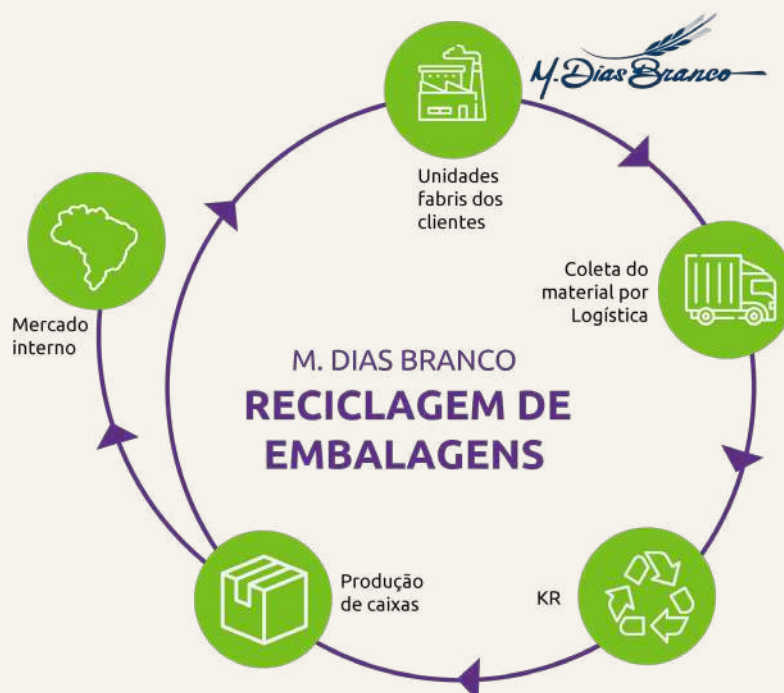 M. Dias Branco
Unidades
fabris dos
clientes
Coleta do
material por
Logística
Mercado
interno
M. DIAS BRANCO
RECICLAGEM DE
EMBALAGENS
Produção
de caixas
KR